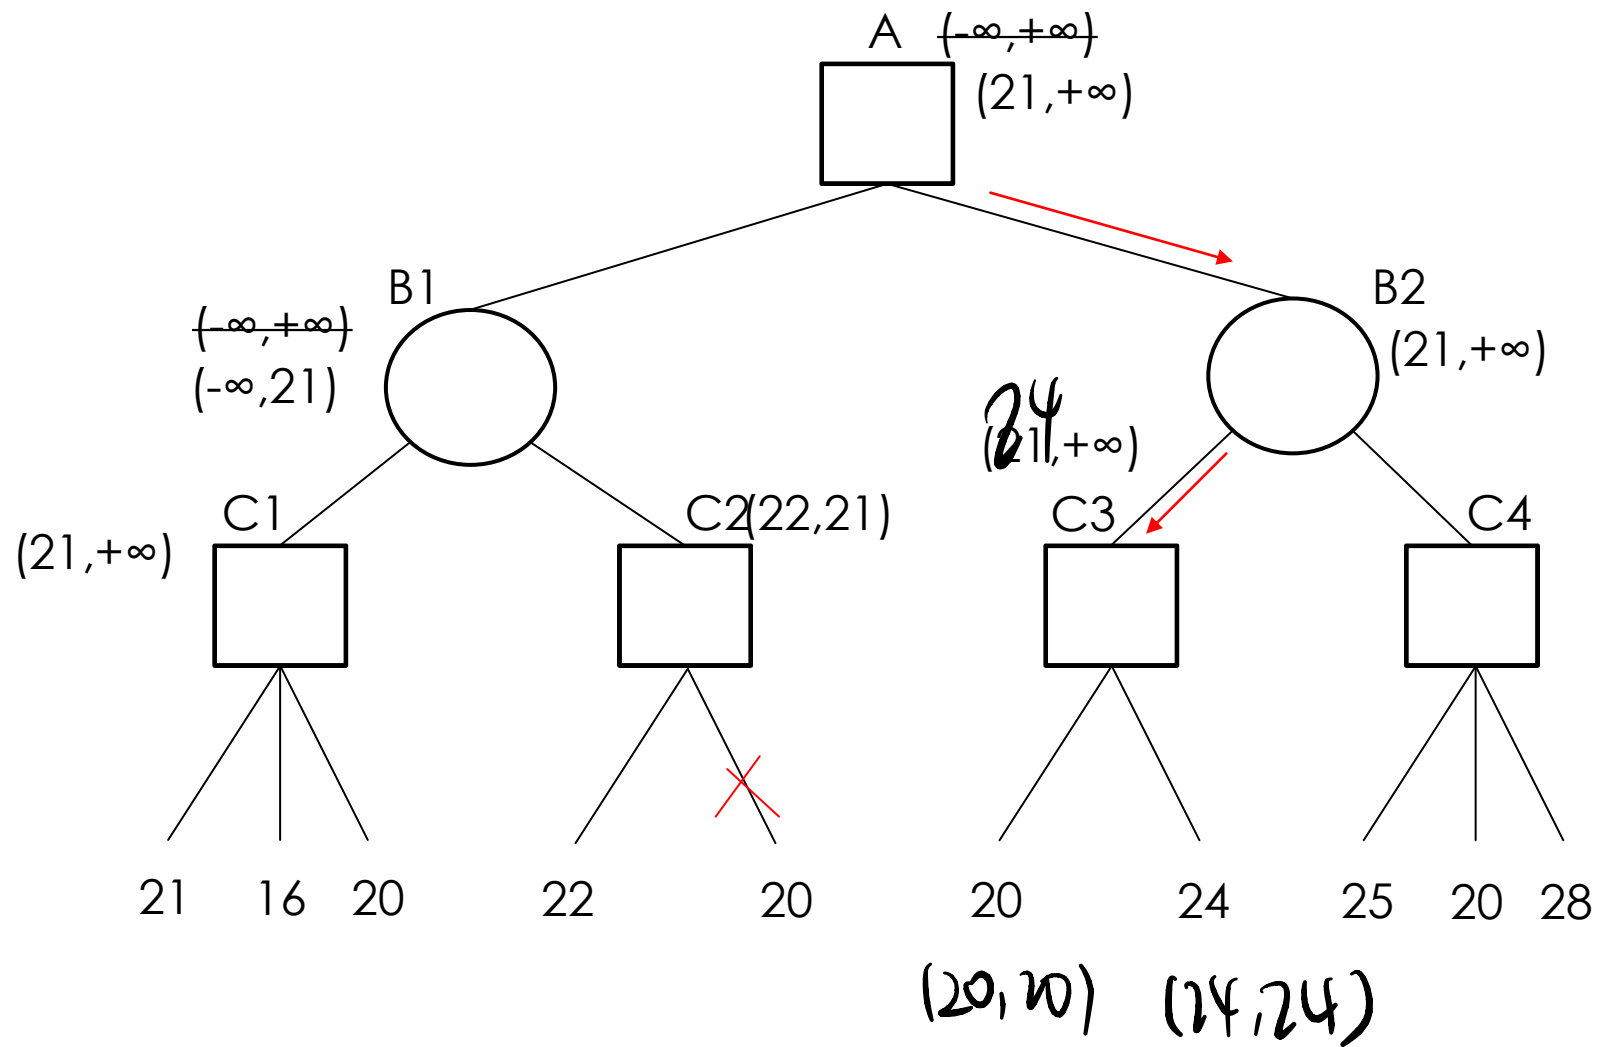 A (-∞,+∞)
(21,+∞)
B1
(-∞,+∞)
(-∞,21)
B2
(21,+∞)
24
(21,+∞)
C1
(21,+∞)
C2(22,21)
C3
C4
21 16 20 22 20 20 24 25 20 28
(20,20) (24,24)